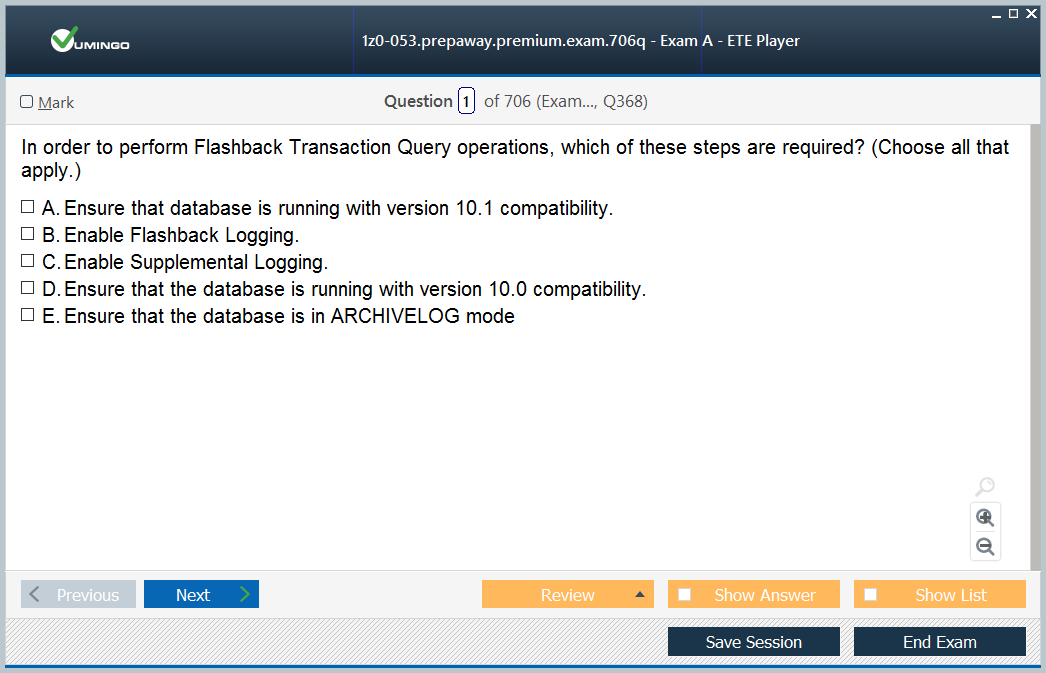 VUMINGO
1z0-053.prepaway.premium.exam.706q - Exam A - ETE Player
Mark
Question 1 of 706 (Exam..., Q368)
In order to perform Flashback Transaction Query operations, which of these steps are required? (Choose all that
apply.)
A. Ensure that database is running with version 10.1 compatibility.
B. Enable Flashback Logging.
C. Enable Supplemental Logging.
D. Ensure that the database is running with version 10.0 compatibility.
E. Ensure that the database is in ARCHIVELOG mode
Previous
Next
Review
Show Answer
Show List
Save Session
End Exam